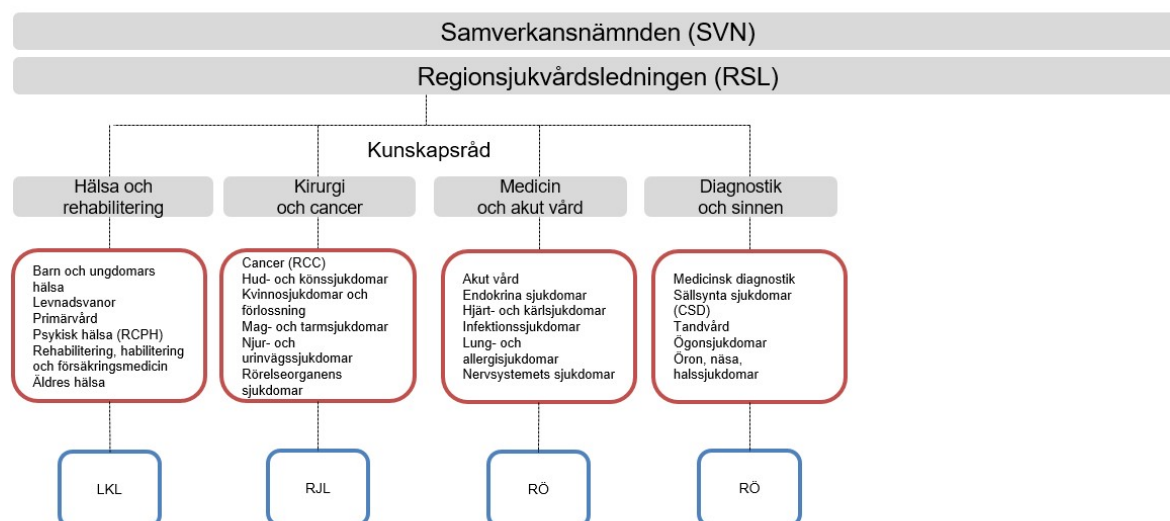 Samverkansnämnden (SVN)
Regionsjukvårdsledningen (RSL)
Kunskapsråd
Hälsa och
rehabilitering
Kirurgi
och cancer
Medicin
och akut vård
Diagnostik
och sinnen
Barn och ungdomars
hälsa
Levnadsvanor
Primärvård
Psykisk hälsa (RCPH)
Rehabilitering, habilitering
och försäkringsmedicin
Äldres hälsa
Cancer (RCC)
Hud- och könssjukdomar
Kvinnosjukdomar och
förlossning
Mag- och tarmsjukdomar
Njur- och
urinvägssjukdomar
Rörelseorganens
sjukdomar
Akut vård
Endokrina sjukdomar
Hjärt- och kärlsjukdomar
Infektionssjukdomar
Lung- och
allergisjukdomar
Nervsystemets sjukdomar
Medicinsk diagnostik
Sällsynta sjukdomar
(CSD)
Tandvård
Ögonsjukdomar
Öron, näsa,
halssjukdomar
LKL
RJL
RÖ
RÖ